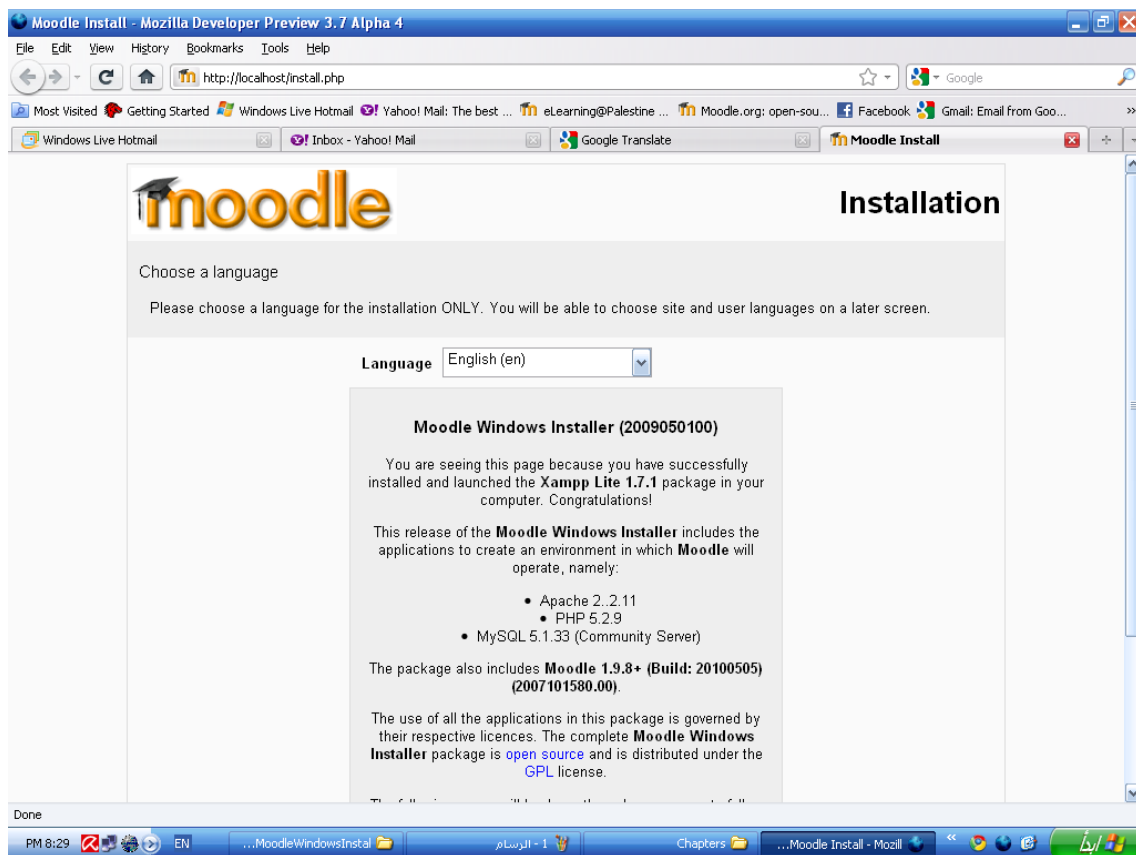 Moodle Install - Mozilla Developer Preview 3.7 Alpha 4
File Edit View History Bookmarks Tools Help
http://localhost/install.php
Google
Most Visited Getting Started Windows Live Hotmail Yahoo! Mail: The best ... eLearning@Palestine ... Moodle.org: open-sou... Facebook Gmail: Email from Goo...
Windows Live Hotmail Inbox - Yahoo! Mail Google Translate Moodle Install
moodle
Installation
Choose a language
Please choose a language for the installation ONLY. You will be able to choose site and user languages on a later screen.
Language English (en)
Moodle Windows Installer (2009050100)
You are seeing this page because you have successfully
installed and launched the Xampp Lite 1.7.1 package in your
computer. Congratulations!
This release of the Moodle Windows Installer includes the
applications to create an environment in which Moodle will
operate, namely:
• Apache 2..2.11
• PHP 5.2.9
• MySQL 5.1.33 (Community Server)
The package also includes Moodle 1.9.8+ (Build: 20100505)
(2007101580.00).
The use of all the applications in this package is governed by
their respective licences. The complete Moodle Windows
Installer package is open source and is distributed under the
GPL license.
Done
PM 8:29 EN ...MoodleWindowsInstal 1 - الرسام Chapters ...Moodle Install - Mozill ابدأ